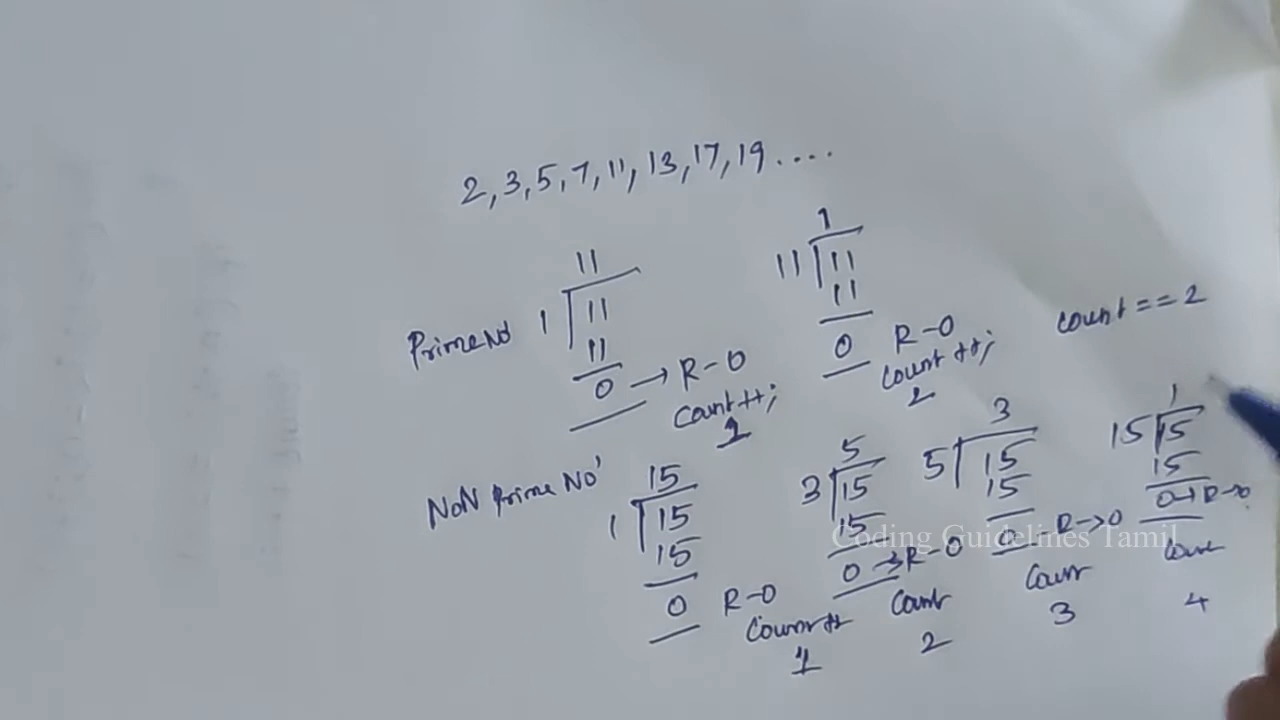 2, 3, 5, 7, 11, 13, 17, 19 ....
Prime No
11
1 11
11
0 → R-0
Count++;
1
1
11 11
11
0 R-0
Count ++;
2
count == 2
NoN Prime No'
15
1 15
15
0 R-0
Count++
1
5
3 15
15
0 → R-0
Count
2
3
5 15
15
0 - R→0
Count
3
1
15 15
15
0→ R→0
Count
4
Coding Guidelines Tamil